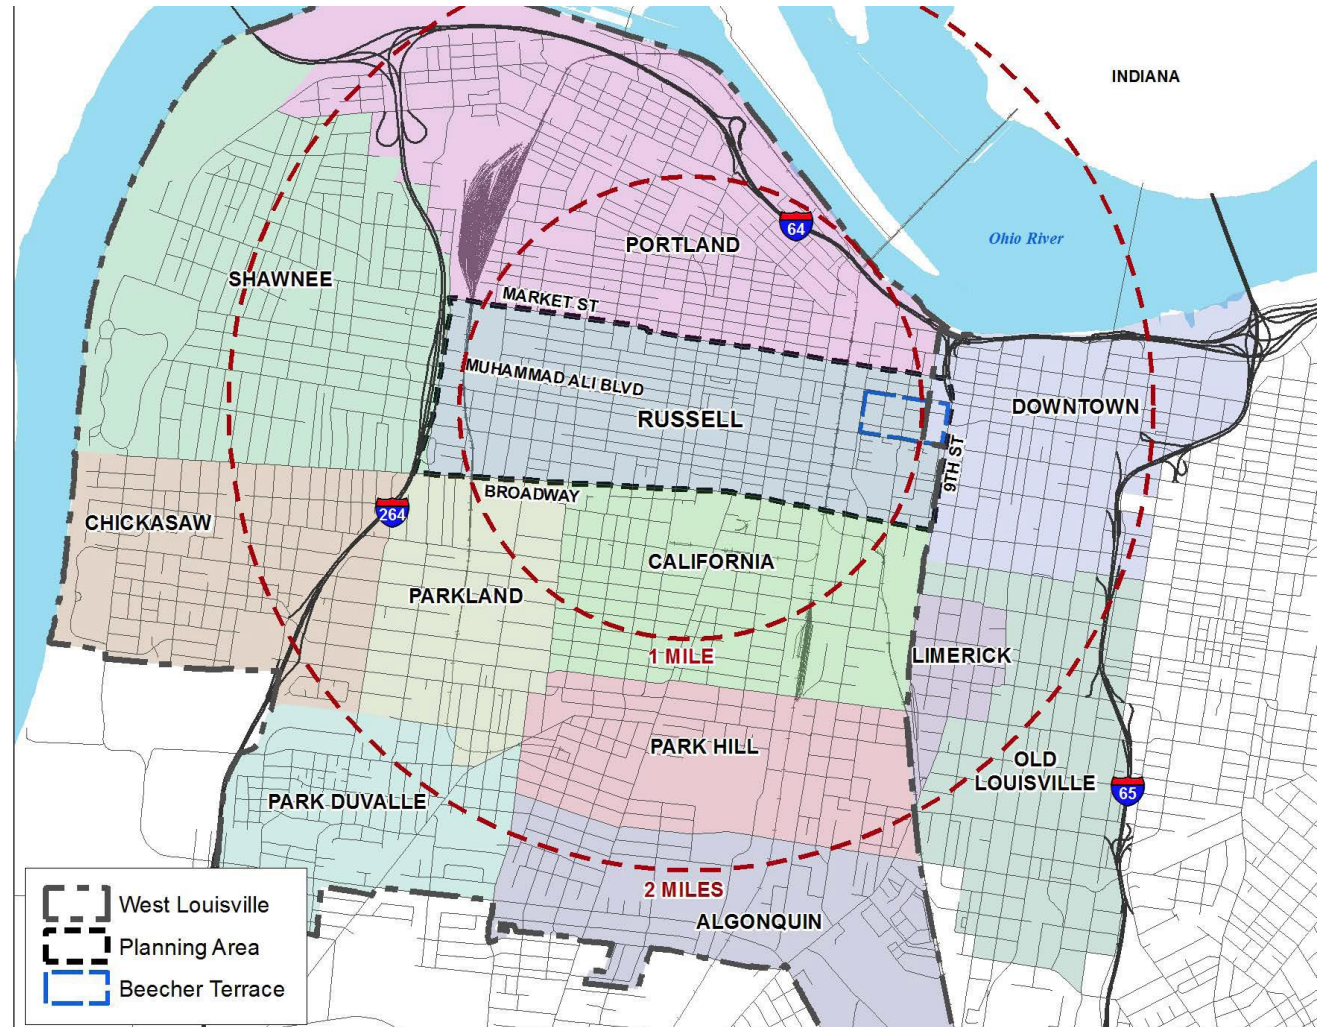 INDIANA
64
Ohio River
PORTLAND
SHAWNEE
MARKET ST
MUHAMMAD ALI BLVD
RUSSELL
DOWNTOWN
9TH ST
BROADWAY
264
CHICKASAW
CALIFORNIA
PARKLAND
1 MILE
LIMERICK
PARK HILL
OLD
LOUISVILLE
65
PARK DUVALLE
2 MILES
ALGONQUIN
West Louisville
Planning Area
Beecher Terrace